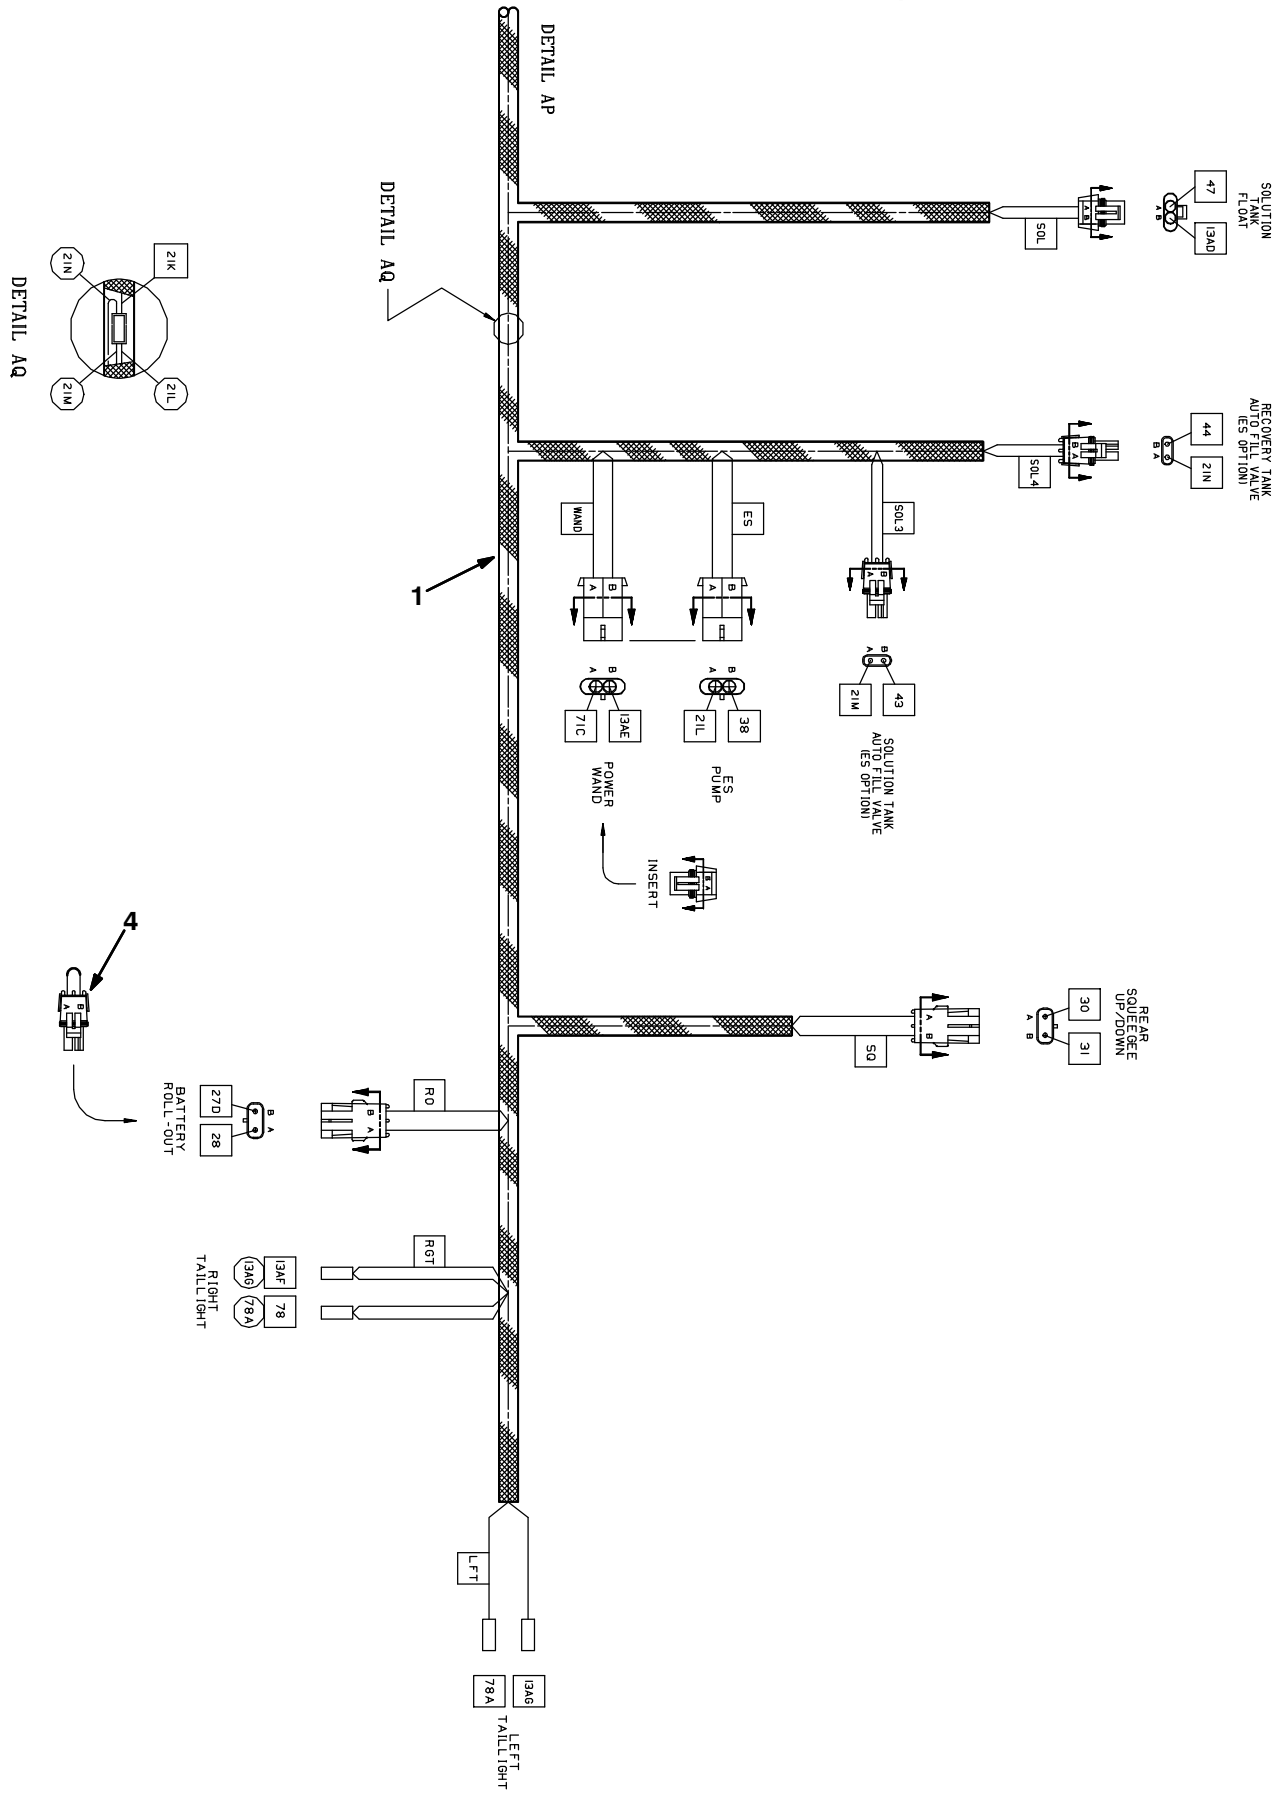 SOLUTION
TANK
FLOAT
47
13AD
A B
A B
SOL
DETAIL AP
DETAIL AQ
21K
21N
21L
21M
DETAIL AQ
RECOVERY TANK
AUTO FILL VALVE
(ES OPTION)
44
21N
B A
B A
SOL4
SOL3
B
A
B
A
43
21M
SOLUTION TANK
AUTO FILL VALVE
(ES OPTION)
ES
B
A
B
A
38
21L
ES
PUMP
WAND
B
A
B
A
13AE
71C
POWER
WAND
INSERT
B A
1
REAR
SQUEEGEE
UP/DOWN
30
31
A B
A B
SQ
4
B
A
RO
B A
B A
27D
28
BATTERY
ROLL-OUT
RGT
13AF
78
13AG
78A
RIGHT
TAILLIGHT
LFT
13AG
78A
LEFT
TAILLIGHT